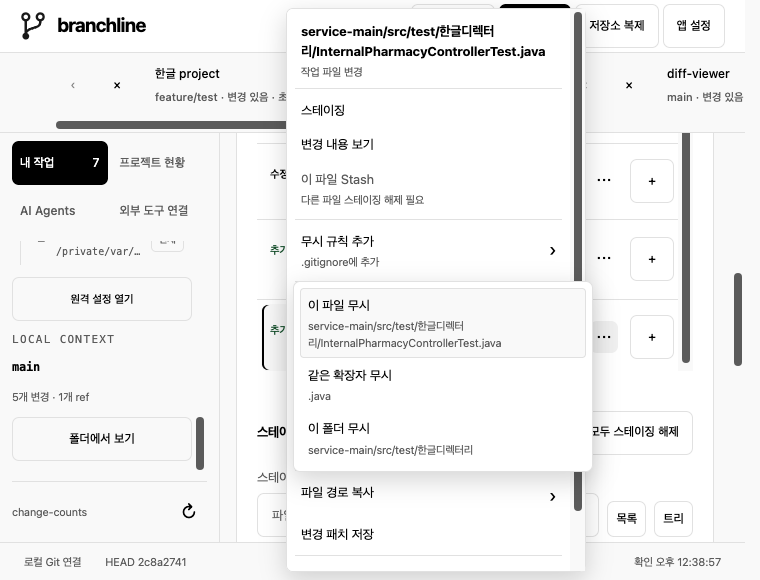 branchline
저장소 복제
앱 설정
한글 project
feature/test · 변경 있음 · 초
diff-viewer
main · 변경 있음
내 작업
7
프로젝트 현황
AI Agents
외부 도구 연결
/private/var/…
원격 설정 열기
LOCAL CONTEXT
main
5개 변경 · 1개 ref
폴더에서 보기
change-counts
service-main/src/test/한글디렉터
리/InternalPharmacyControllerTest.java
작업 파일 변경
스테이징
변경 내용 보기
이 파일 Stash
다른 파일 스테이징 해제 필요
무시 규칙 추가
.gitignore에 추가
이 파일 무시
service-main/src/test/한글디렉터
리/InternalPharmacyControllerTest.java
같은 확장자 무시
.java
이 폴더 무시
service-main/src/test/한글디렉터리
파일 경로 복사
변경 패치 저장
수정
추가
추가
스테이
모두 스테이징 해제
스테이
파일
목록
트리
로컬 Git 연결
HEAD 2c8a2741
확인 오후 12:38:57